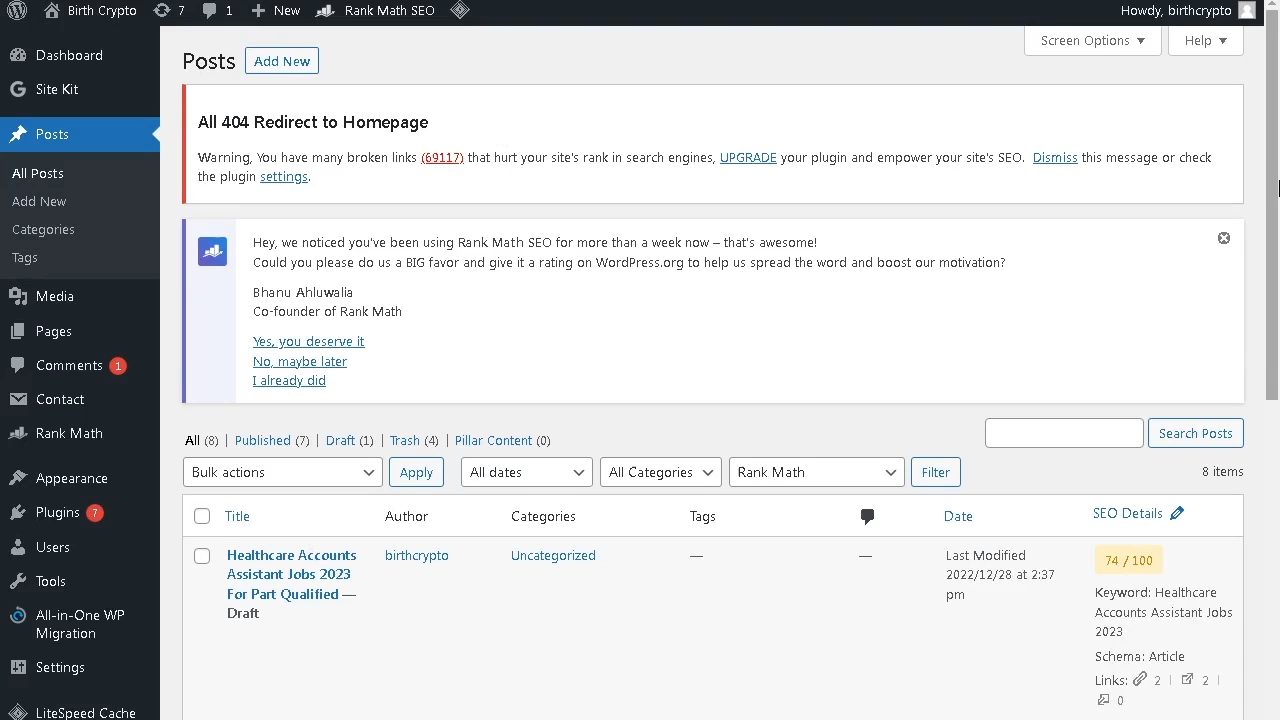 Birth Crypto 7 1 New Rank Math SEO Howdy, birthcrypto
Dashboard
Site Kit
Posts
All Posts
Add New
Categories
Tags
Media
Pages
Comments 1
Contact
Rank Math
Appearance
Plugins 7
Users
Tools
All-in-One WP
Migration
Settings
LiteSpeed Cache
Screen Options Help
Posts Add New
All 404 Redirect to Homepage
Warning, You have many broken links (69117) that hurt your site's rank in search engines, UPGRADE your plugin and empower your site's SEO. Dismiss this message or check
the plugin settings.
Hey, we noticed you've been using Rank Math SEO for more than a week now – that's awesome!
Could you please do us a BIG favor and give it a rating on WordPress.org to help us spread the word and boost our motivation?
Bhanu Ahluwalia
Co-founder of Rank Math
Yes, you deserve it
No, maybe later
I already did
All (8) | Published (7) | Draft (1) | Trash (4) | Pillar Content (0)
Search Posts
Bulk actions Apply All dates All Categories Rank Math Filter 8 items
Title Author Categories Tags Date SEO Details
Healthcare Accounts
Assistant Jobs 2023
For Part Qualified —
Draft
birthcrypto
Uncategorized
—
—
Last Modified
2022/12/28 at 2:37
pm
74 / 100
Keyword: Healthcare
Accounts Assistant Jobs
2023
Schema: Article
Links: 2 | 2 |
0